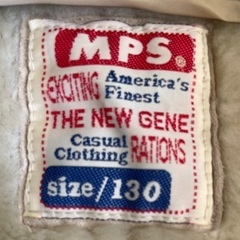 MPS®
EXCITING America's Finest
THE NEW GENE
Casual Clothing RATIONS
size/130